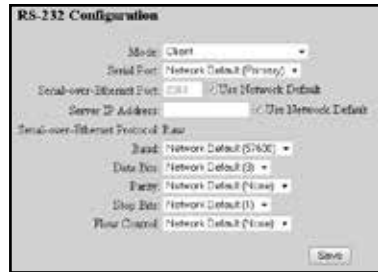 RS-232 Configuration
Mode: Client
Serial Port: Network Default (Primary)
Serial-over-Ethernet Port: Use Network Default
Server IP Address: Use Network Default
Serial-over-Ethernet Protocol: Raw
Baud: Network Default (57600)
Data Bits: Network Default (8)
Parity: Network Default (None)
Stop Bits: Network Default (1)
Flow Control: Network Default (None)
Save